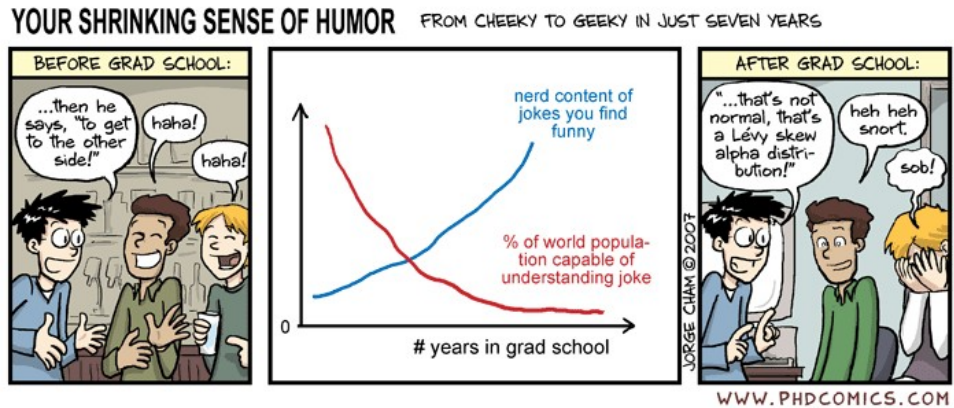 YOUR SHRINKING SENSE OF HUMOR
FROM CHEEKY TO GEEKY IN JUST SEVEN YEARS
BEFORE GRAD SCHOOL:
...then he
says, "to get
to the other
side!"
haha!
haha!
nerd content of
jokes you find
funny
% of world popula-
tion capable of
understanding joke
0
# years in grad school
JORGE CHAM © 2007
AFTER GRAD SCHOOL:
"...that's not
normal, that's
a Lévy skew
alpha distri-
bution!"
heh heh
snort.
sob!
WWW.PHDCOMICS.COM